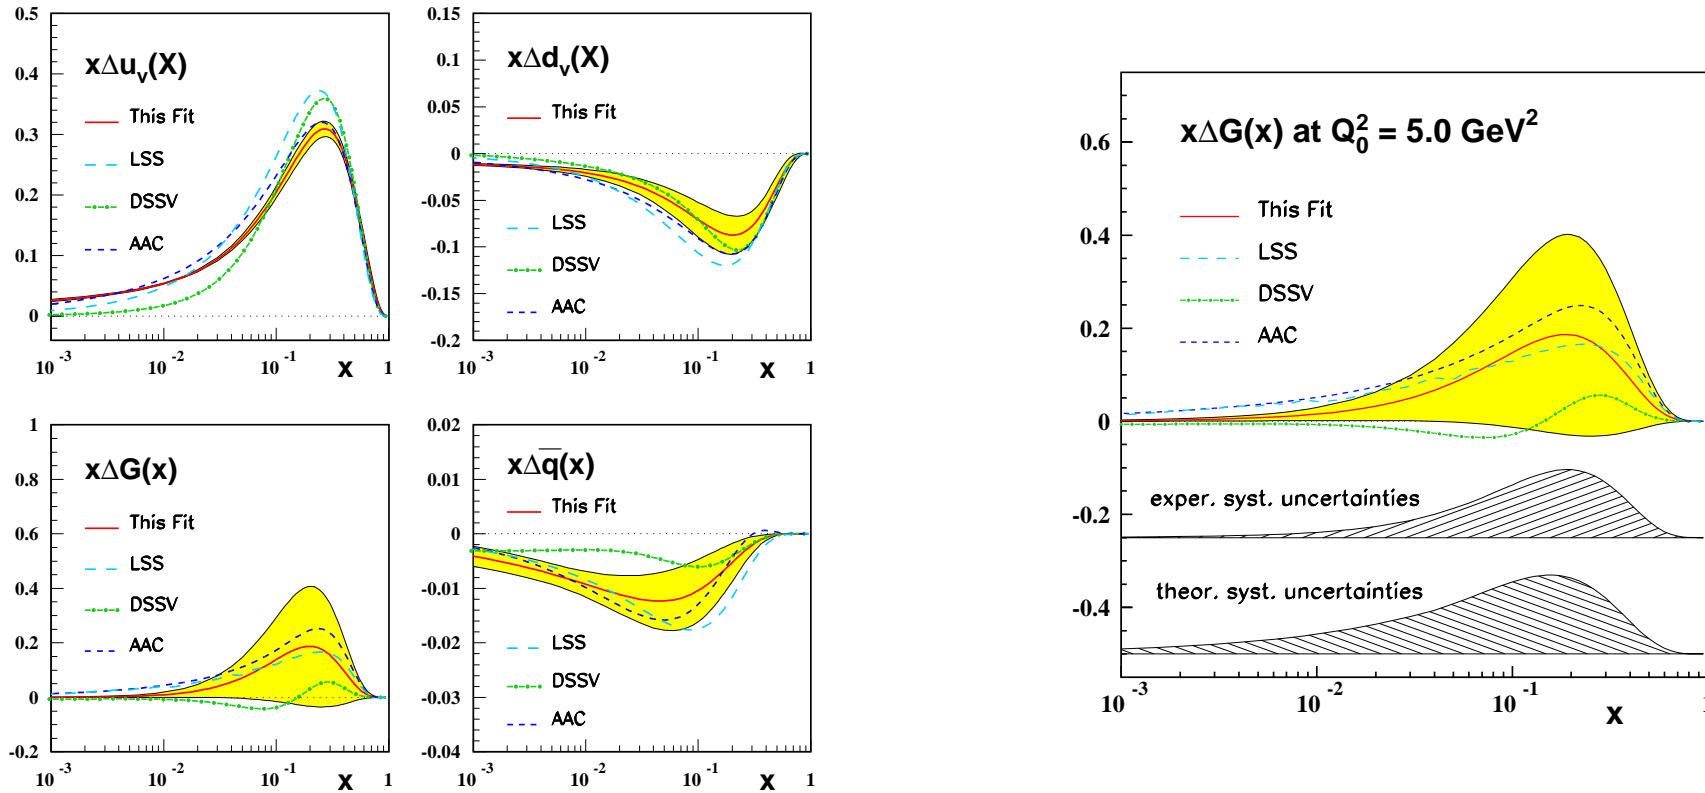 0.5
0.4
0.3
0.2
0.1
0
xΔu_v(X)
This Fit
LSS
DSSV
AAC
10^-3
10^-2
10^-1
x
1
0.15
0.1
0.05
0
-0.05
-0.1
-0.15
-0.2
xΔd_v(X)
This Fit
LSS
DSSV
AAC
10^-3
10^-2
10^-1
x
1
1
0.8
0.6
0.4
0.2
0
-0.2
xΔG(x)
This Fit
LSS
DSSV
AAC
10^-3
10^-2
10^-1
x
1
0.02
0.01
0
-0.01
-0.02
-0.03
-0.04
xΔq̅(x)
This Fit
LSS
DSSV
AAC
10^-3
10^-2
10^-1
x
1
0.6
0.4
0.2
0
-0.2
-0.4
xΔG(x) at Q_0^2 = 5.0 GeV^2
This Fit
LSS
DSSV
AAC
exper. syst. uncertainties
theor. syst. uncertainties
10^-3
10^-2
10^-1
x